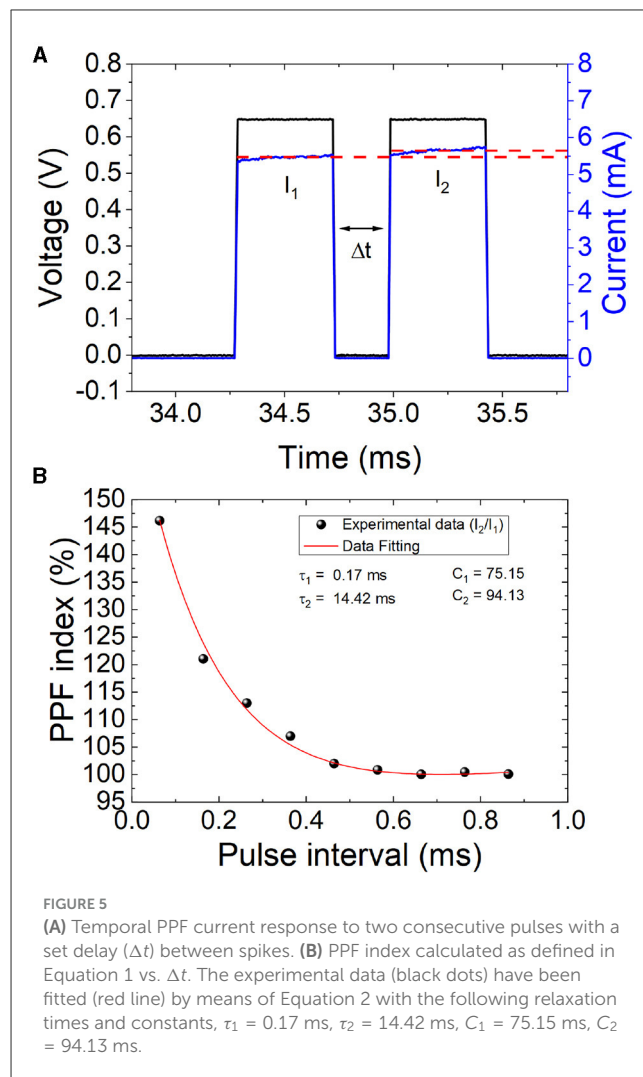 A
0.8
0.7
0.6
0.5
0.4
0.3
0.2
0.1
0.0
-0.1
Voltage (V)
8
7
6
5
4
3
2
1
0
Current (mA)
I₁
I₂
Δt
34.0
34.5
35.0
35.5
Time (ms)
B
150
145
140
135
130
125
120
115
110
105
100
95
PPF index (%)
Experimental data (I₂/I₁)
Data Fitting
τ₁ = 0.17 ms C₁ = 75.15
τ₂ = 14.42 ms C₂ = 94.13
0.0
0.2
0.4
0.6
0.8
1.0
Pulse interval (ms)
FIGURE 5
(A) Temporal PPF current response to two consecutive pulses with a
set delay (Δt) between spikes. (B) PPF index calculated as defined in
Equation 1 vs. Δt. The experimental data (black dots) have been
fitted (red line) by means of Equation 2 with the following relaxation
times and constants, τ₁ = 0.17 ms, τ₂ = 14.42 ms, C₁ = 75.15 ms, C₂
= 94.13 ms.